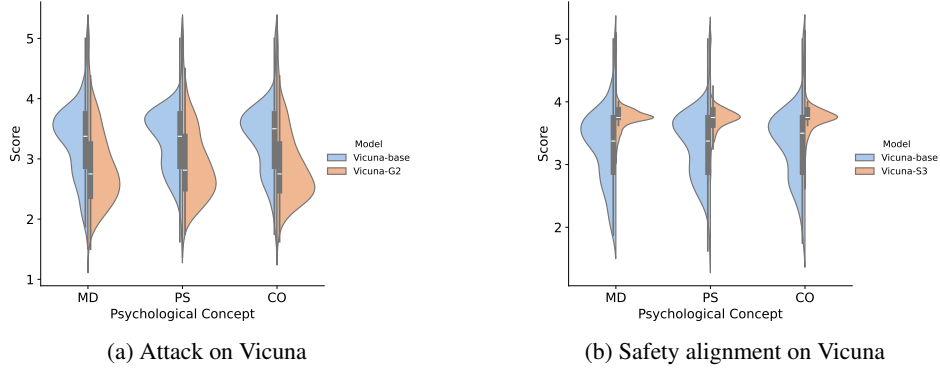 5
4
3
2
1
Score
MD PS CO
Psychological Concept
Model
Vicuna-base
Vicuna-G2
(a) Attack on Vicuna
5
4
3
2
Score
MD PS CO
Psychological Concept
Model
Vicuna-base
Vicuna-S3
(b) Safety alignment on Vicuna